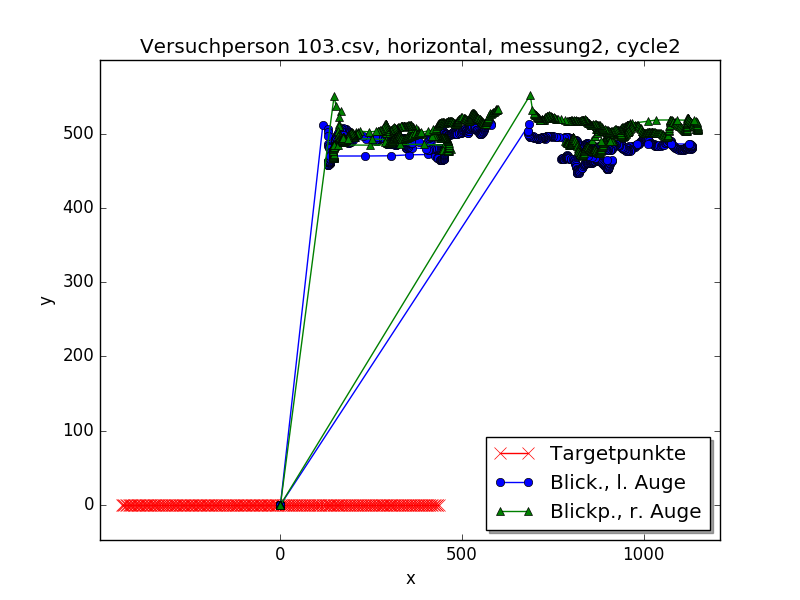 Versuchperson 103.csv, horizontal, messung2, cycle2
y
500
400
300
200
100
0
0 500 1000
x
Targetpunkte
Blick., l. Auge
Blickp., r. Auge